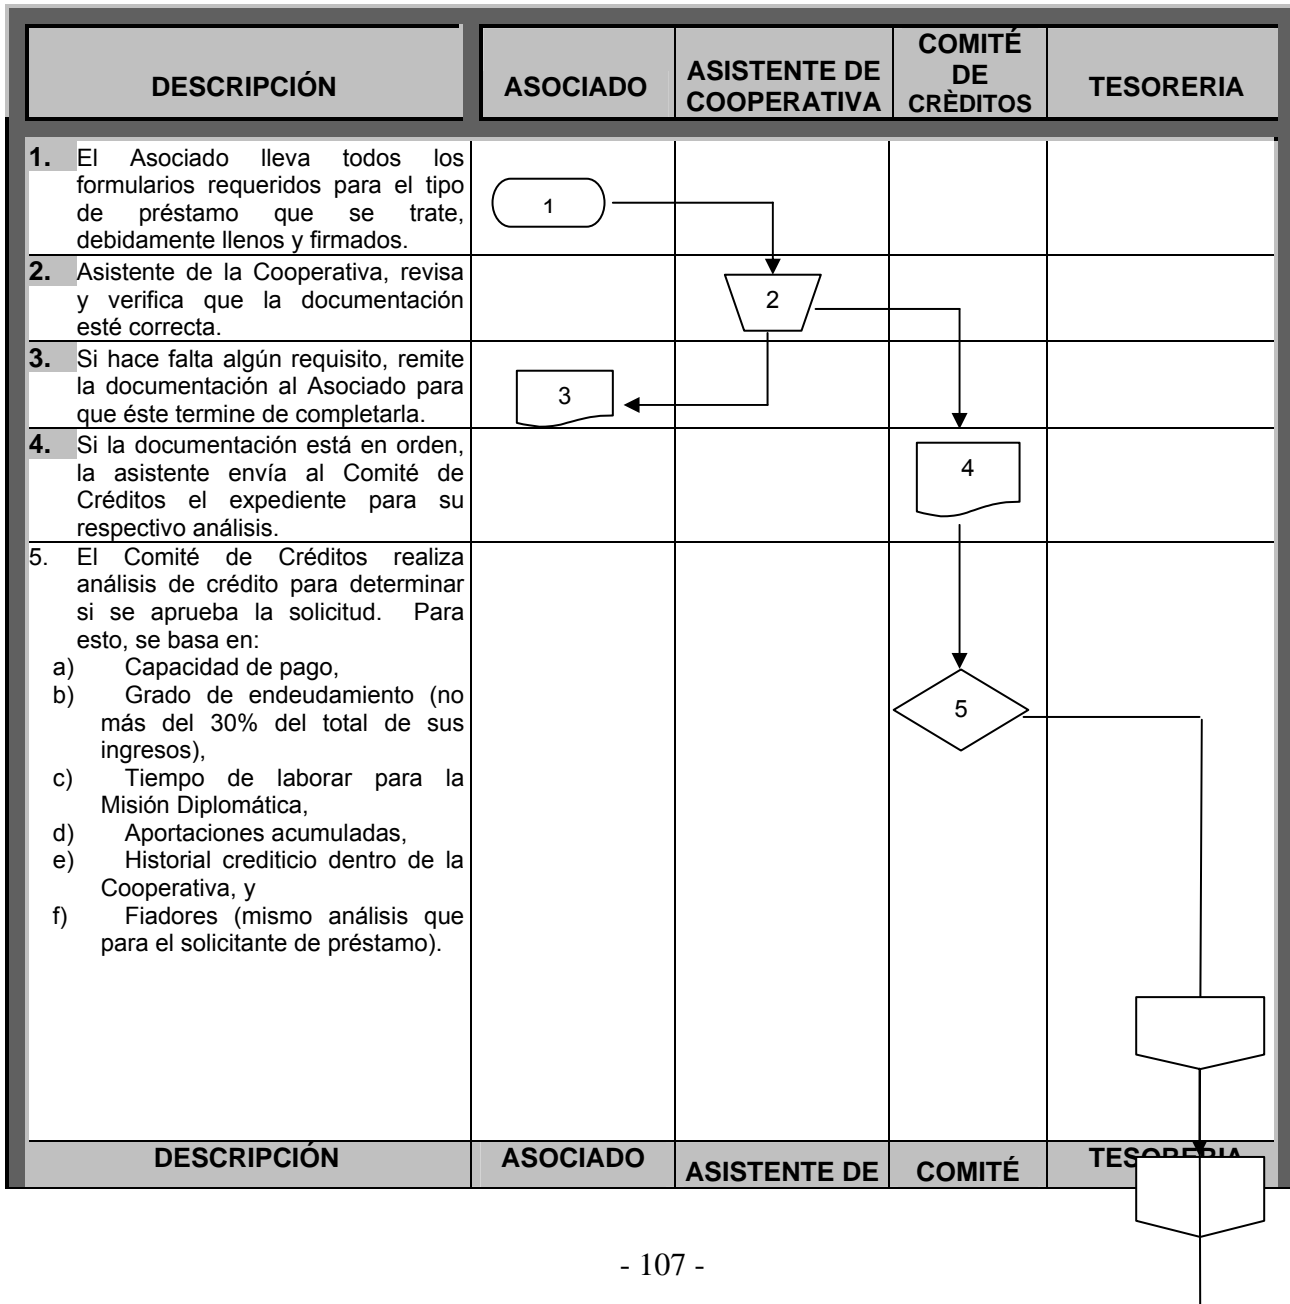 DESCRIPCIÓN
ASOCIADO
ASISTENTE DE
COOPERATIVA
COMITÉ
DE
CRÈDITOS
TESORERIA
1. El Asociado lleva todos los
formularios requeridos para el tipo
de préstamo que se trate,
debidamente llenos y firmados.
1
2. Asistente de la Cooperativa, revisa
y verifica que la documentación
esté correcta.
2
3. Si hace falta algún requisito, remite
la documentación al Asociado para
que éste termine de completarla.
3
4. Si la documentación está en orden,
la asistente envía al Comité de
Créditos el expediente para su
respectivo análisis.
4
5. El Comité de Créditos realiza
análisis de crédito para determinar
si se aprueba la solicitud. Para
esto, se basa en:
a) Capacidad de pago,
b) Grado de endeudamiento (no
más del 30% del total de sus
ingresos),
c) Tiempo de laborar para la
Misión Diplomática,
d) Aportaciones acumuladas,
e) Historial crediticio dentro de la
Cooperativa, y
f) Fiadores (mismo análisis que
para el solicitante de préstamo).
5
DESCRIPCIÓN
ASOCIADO
ASISTENTE DE
COMITÉ
TESORERIA
- 107 -